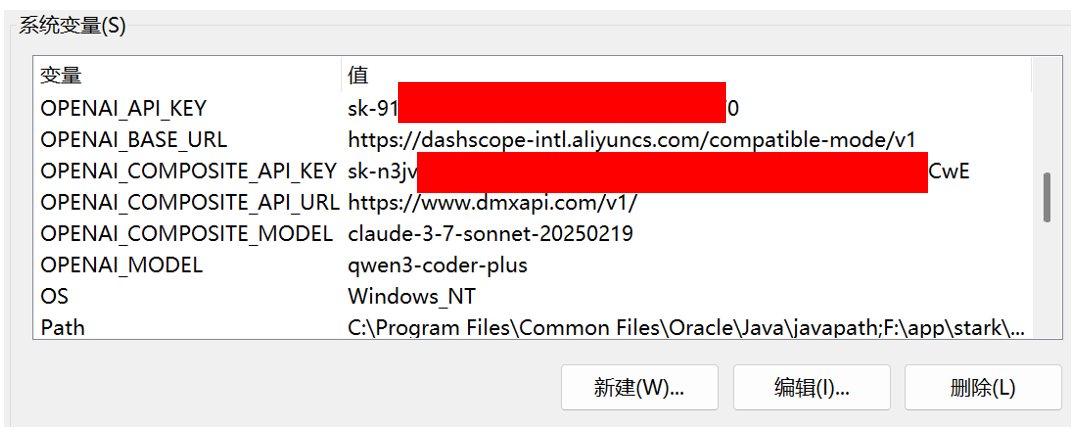 系统变量(S)
变量 值
OPENAI_API_KEY sk-91 0
OPENAI_BASE_URL https://dashscope-intl.aliyuncs.com/compatible-mode/v1
OPENAI_COMPOSITE_API_KEY sk-n3jv CwE
OPENAI_COMPOSITE_API_URL https://www.dmxapi.com/v1/
OPENAI_COMPOSITE_MODEL claude-3-7-sonnet-20250219
OPENAI_MODEL qwen3-coder-plus
OS Windows_NT
Path C:\Program Files\Common Files\Oracle\Java\javapath;F:\app\stark\...
新建(W)... 编辑(I)... 删除(L)